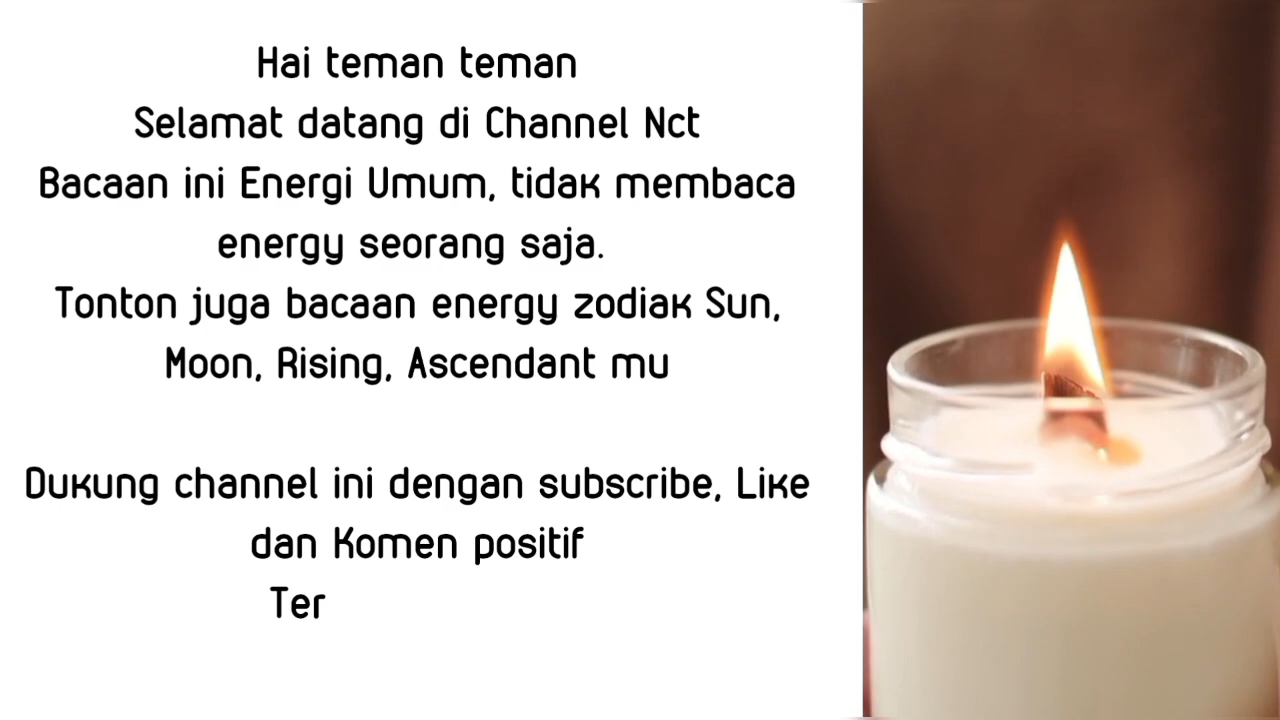 Hai teman teman
Selamat datang di Channel Nct
Bacaan ini Energi Umum, tidak membaca
energy seorang saja.
Tonton juga bacaan energy zodiak Sun,
Moon, Rising, Ascendant mu
Dukung channel ini dengan subscribe, Like
dan Komen positif
Ter